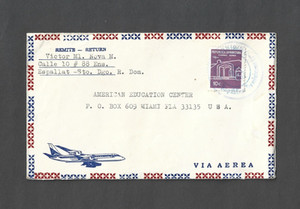 REMITE - RETURN
Victor Ml. Rova M.
Calle 10 # 88 Ens.
Espaillat-Sto. Dgo. R. Dom.
AMERICAN EDUCATION CENTER
P. O. BOX 609 MIAMI FLA 33135 U S A.
VIA AEREA